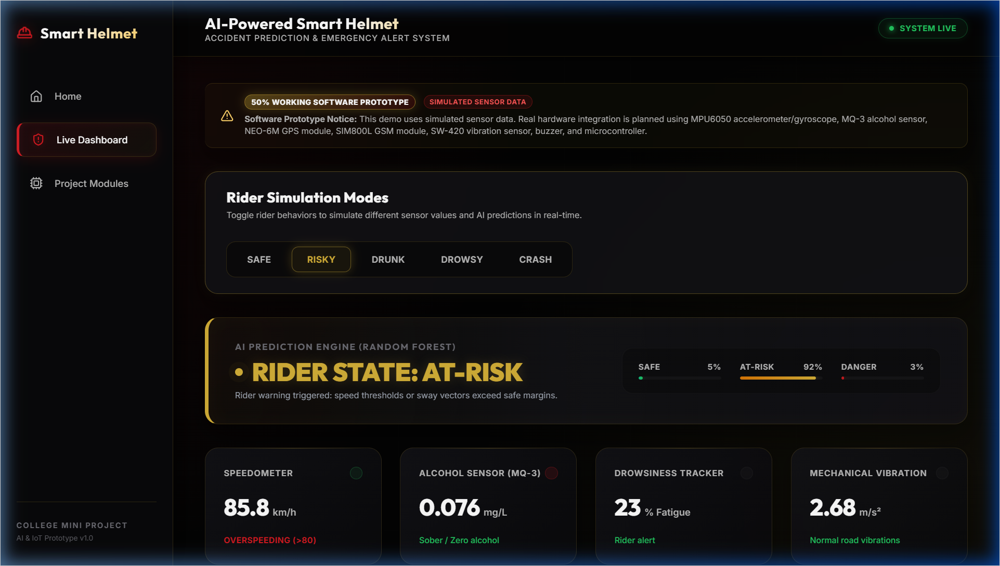 Smart Helmet
Home
Live Dashboard
Project Modules
COLLEGE MINI PROJECT
AI & IoT Prototype v1.0
AI-Powered Smart Helmet
ACCIDENT PREDICTION & EMERGENCY ALERT SYSTEM
SYSTEM LIVE
50% WORKING SOFTWARE PROTOTYPE
SIMULATED SENSOR DATA
Software Prototype Notice: This demo uses simulated sensor data. Real hardware integration is planned using MPU6050 accelerometer/gyroscope, MQ-3 alcohol sensor,
NEO-6M GPS module, SIM800L GSM module, SW-420 vibration sensor, buzzer, and microcontroller.
Rider Simulation Modes
Toggle rider behaviors to simulate different sensor values and AI predictions in real-time.
SAFE RISKY DRUNK DROWSY CRASH
AI PREDICTION ENGINE (RANDOM FOREST)
RIDER STATE: AT-RISK
Rider warning triggered: speed thresholds or sway vectors exceed safe margins.
SAFE 5% AT-RISK 92% DANGER 3%
SPEEDOMETER
85.8 km/h
OVERSPEEDING (>80)
ALCOHOL SENSOR (MQ-3)
0.076 mg/L
Sober / Zero alcohol
DROWSINESS TRACKER
23 % Fatigue
Rider alert
MECHANICAL VIBRATION
2.68 m/s²
Normal road vibrations